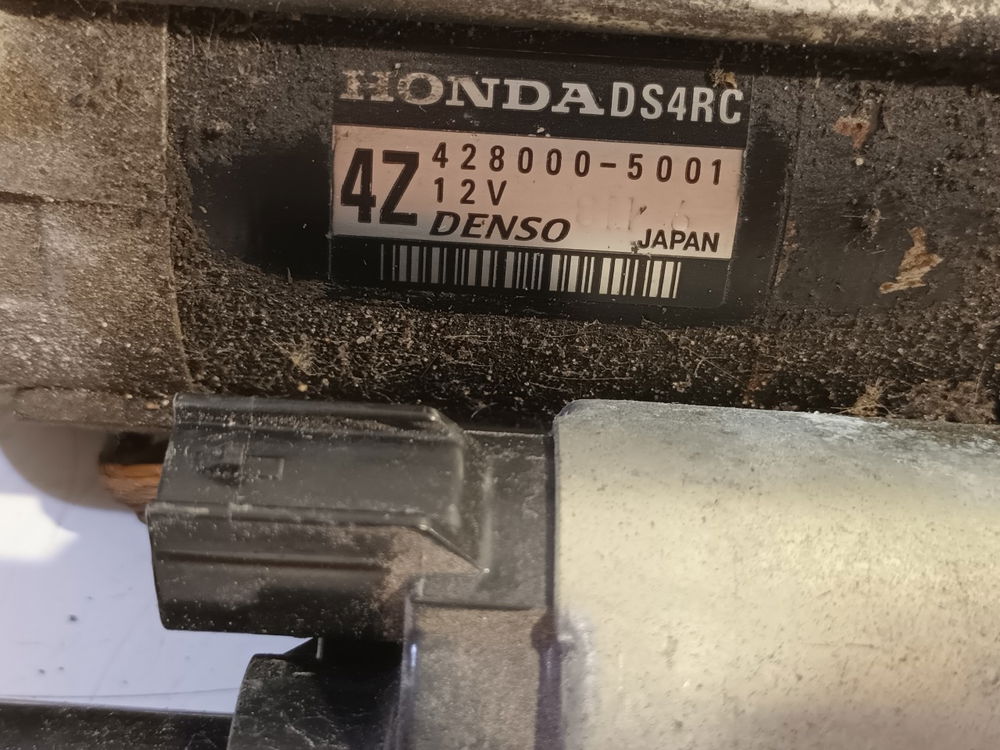 HONDA DS4RC
4Z 428000-5001
12V
DENSO JAPAN